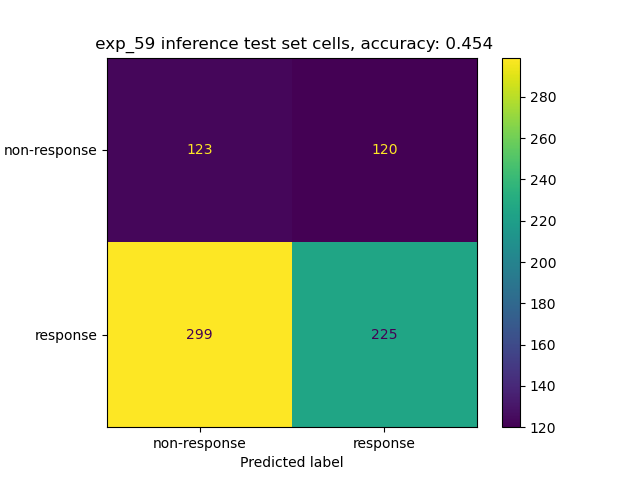 exp_59 inference test set cells, accuracy: 0.454
non-response
123
120
response
299
225
non-response
response
Predicted label
280
260
240
220
200
180
160
140
120